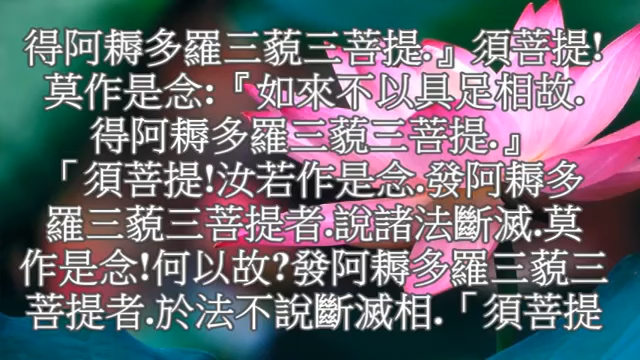 得阿耨多羅三藐三菩提.』須菩提!
莫作是念:『如來不以具足相故.
得阿耨多羅三藐三菩提.』
「須菩提!汝若作是念.發阿耨多
羅三藐三菩提者.說諸法斷滅.莫
作是念!何以故?發阿耨多羅三藐三
菩提者.於法不說斷滅相.「須菩提